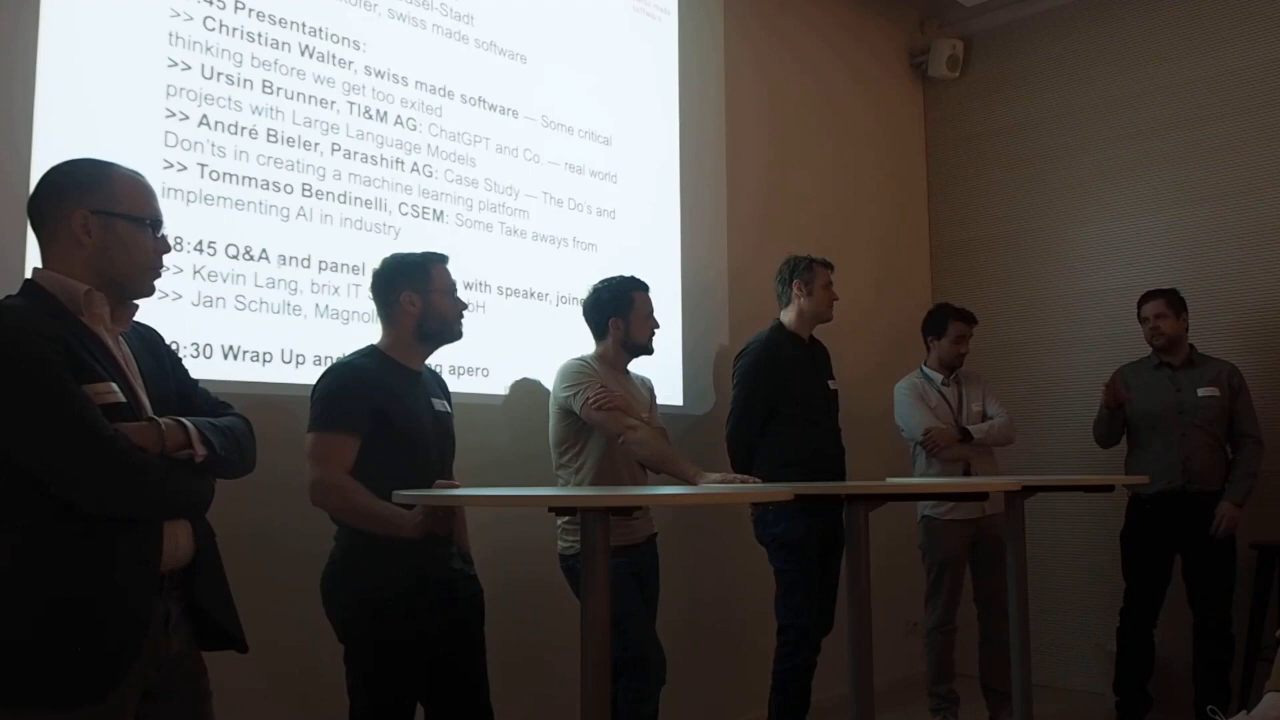 asel-Stadt
ofer, swiss made software
swiss made
software
:45 Presentations:
>> Christian Walter, swiss made software — Some critical
thinking before we get too exited
>> Ursin Brunner, TI&M AG: ChatGPT and Co. — real world
projects with Large Language Models
>> André Bieler, Parashift AG: Case Study — The Do's and
Don'ts in creating a machine learning platform
>> Tommaso Bendinelli, CSEM: Some Take aways from
implementing AI in industry
8:45 Q&A and panel with speaker, joine
>> Kevin Lang, brix IT S
>> Jan Schulte, Magnol bH
9:30 Wrap Up and g apero